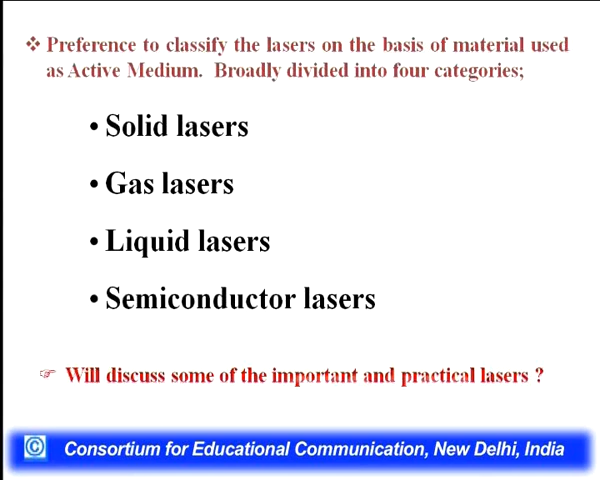 ❖ Preference to classify the lasers on the basis of material used
as Active Medium. Broadly divided into four categories;
• Solid lasers
• Gas lasers
• Liquid lasers
• Semiconductor lasers
☞ Will discuss some of the important and practical lasers ?
© Consortium for Educational Communication, New Delhi, India